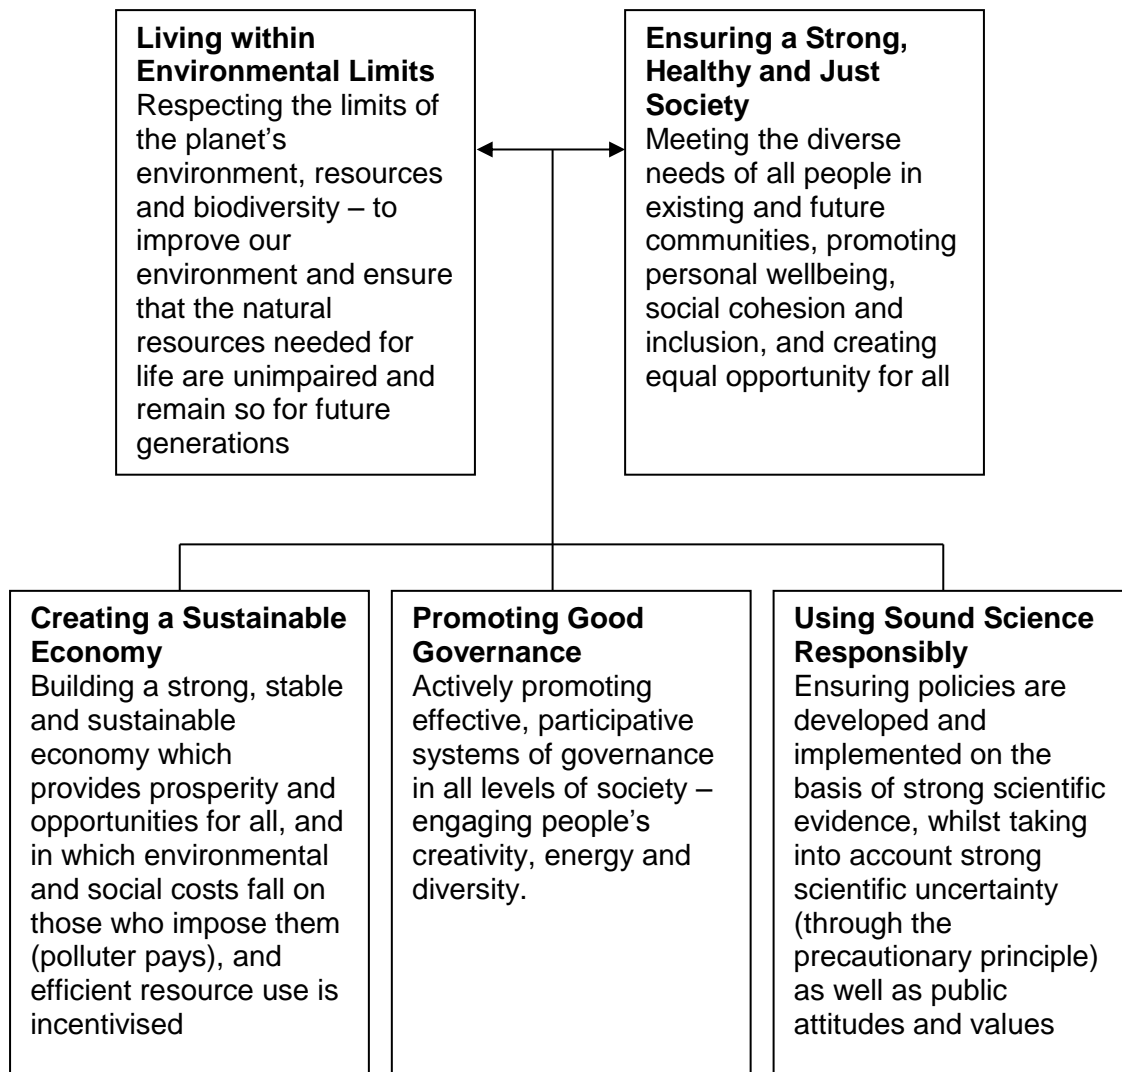 Living within
Environmental Limits
Respecting the limits of
the planet’s
environment, resources
and biodiversity – to
improve our
environment and ensure
that the natural
resources needed for
life are unimpaired and
remain so for future
generations
Ensuring a Strong,
Healthy and Just
Society
Meeting the diverse
needs of all people in
existing and future
communities, promoting
personal wellbeing,
social cohesion and
inclusion, and creating
equal opportunity for all
Creating a Sustainable
Economy
Building a strong, stable
and sustainable
economy which
provides prosperity and
opportunities for all, and
in which environmental
and social costs fall on
those who impose them
(polluter pays), and
efficient resource use is
incentivised
Promoting Good
Governance
Actively promoting
effective, participative
systems of governance
in all levels of society –
engaging people’s
creativity, energy and
diversity.
Using Sound Science
Responsibly
Ensuring policies are
developed and
implemented on the
basis of strong scientific
evidence, whilst taking
into account strong
scientific uncertainty
(through the
precautionary principle)
as well as public
attitudes and values